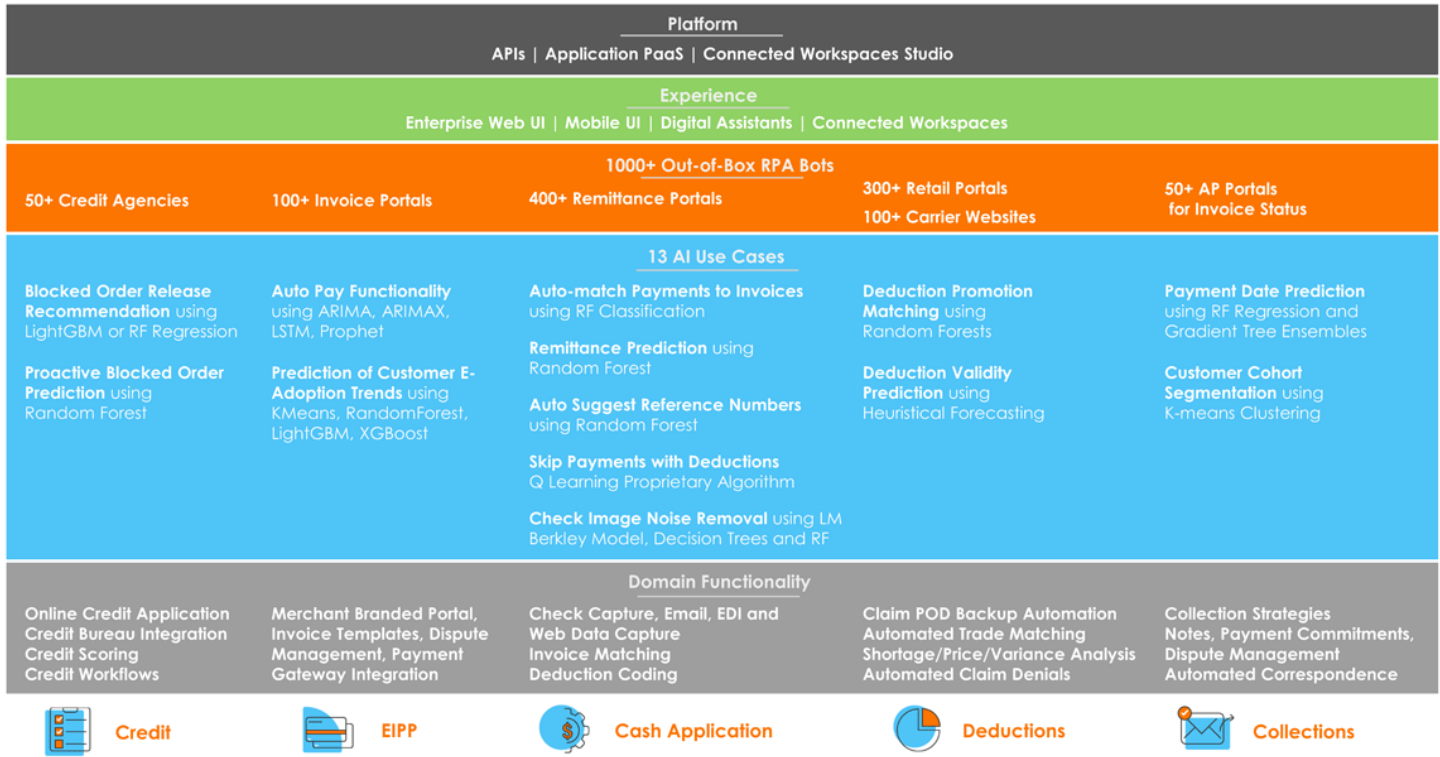 Platform
APIs | Application PaaS | Connected Workspaces Studio
Experience
Enterprise Web UI | Mobile UI | Digital Assistants | Connected Workspaces
1000+ Out-of-Box RPA Bots
50+ Credit Agencies
100+ Invoice Portals
400+ Remittance Portals
300+ Retail Portals
100+ Carrier Websites
50+ AP Portals
for Invoice Status
13 AI Use Cases
Blocked Order Release
Recommendation using
LightGBM or RF Regression
Proactive Blocked Order
Prediction using
Random Forest
Auto Pay Functionality
using ARIMA, ARIMAX,
LSTM, Prophet
Prediction of Customer E-
Adoption Trends using
KMeans, RandomForest,
LightGBM, XGBoost
Auto-match Payments to Invoices
using RF Classification
Remittance Prediction using
Random Forest
Auto Suggest Reference Numbers
using Random Forest
Skip Payments with Deductions
Q Learning Proprietary Algorithm
Check Image Noise Removal using LM
Berkley Model, Decision Trees and RF
Deduction Promotion
Matching using
Random Forests
Deduction Validity
Prediction using
Heuristical Forecasting
Payment Date Prediction
using RF Regression and
Gradient Tree Ensembles
Customer Cohort
Segmentation using
K-means Clustering
Domain Functionality
Online Credit Application
Credit Bureau Integration
Credit Scoring
Credit Workflows
Merchant Branded Portal,
Invoice Templates, Dispute
Management, Payment
Gateway Integration
Check Capture, Email, EDI and
Web Data Capture
Invoice Matching
Deduction Coding
Claim POD Backup Automation
Automated Trade Matching
Shortage/Price/Variance Analysis
Automated Claim Denials
Collection Strategies
Notes, Payment Commitments,
Dispute Management
Automated Correspondence
Credit
EIPP
$
Cash Application
Deductions
Collections